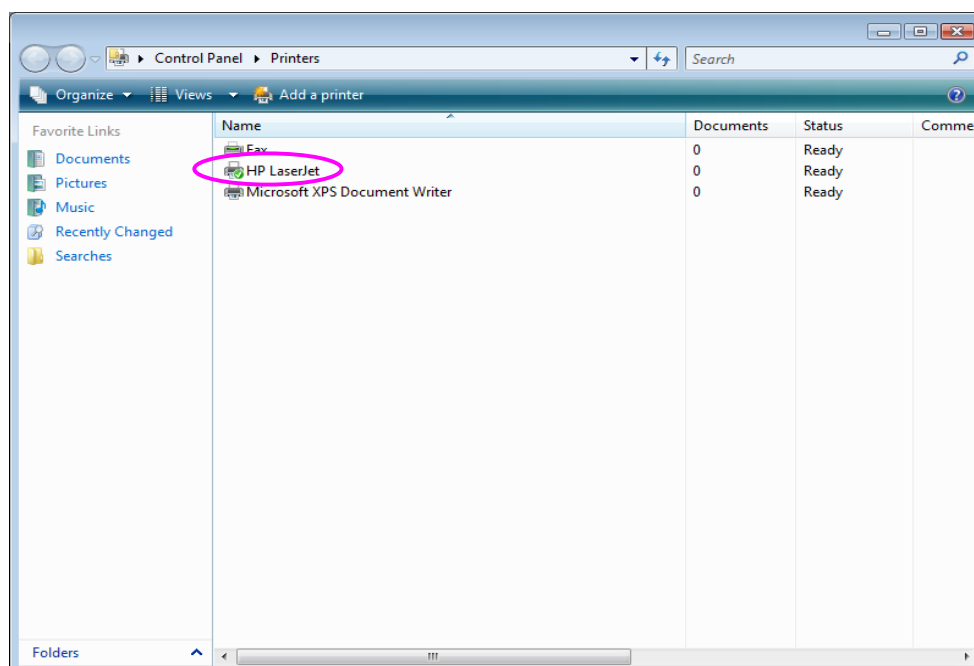 Control Panel Printers Search
Organize Views Add a printer
Favorite Links
Documents
Pictures
Music
Recently Changed
Searches
Folders
Name Documents Status Comme
Fax 0 Ready
HP LaserJet 0 Ready
Microsoft XPS Document Writer 0 Ready